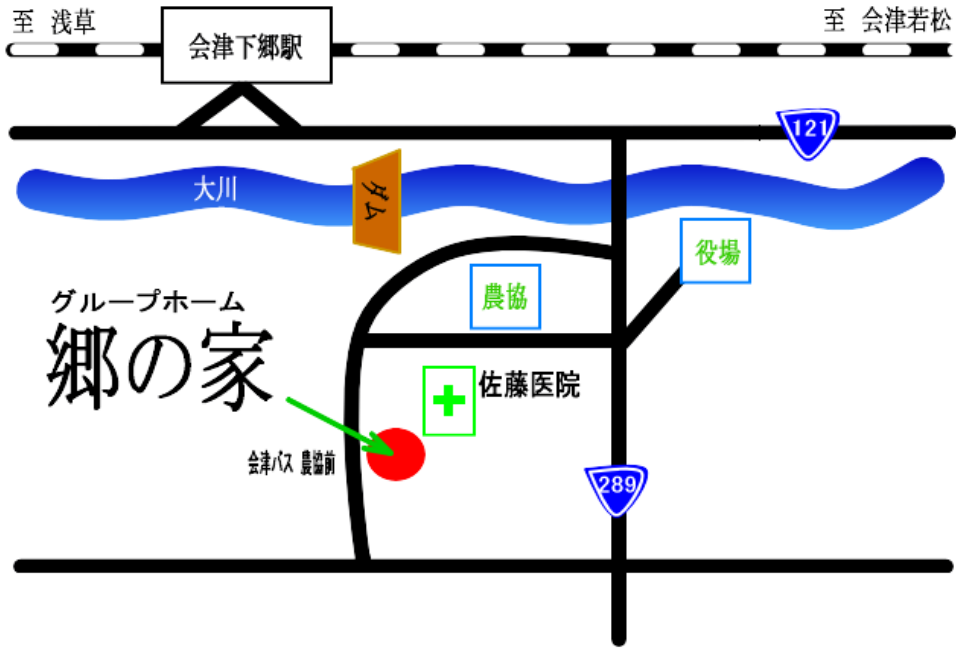 至 浅草
至 会津若松
会津下郷駅
121
大川
ダム
役場
農協
グループホーム
郷の家
佐藤医院
会津バス 農協前
289